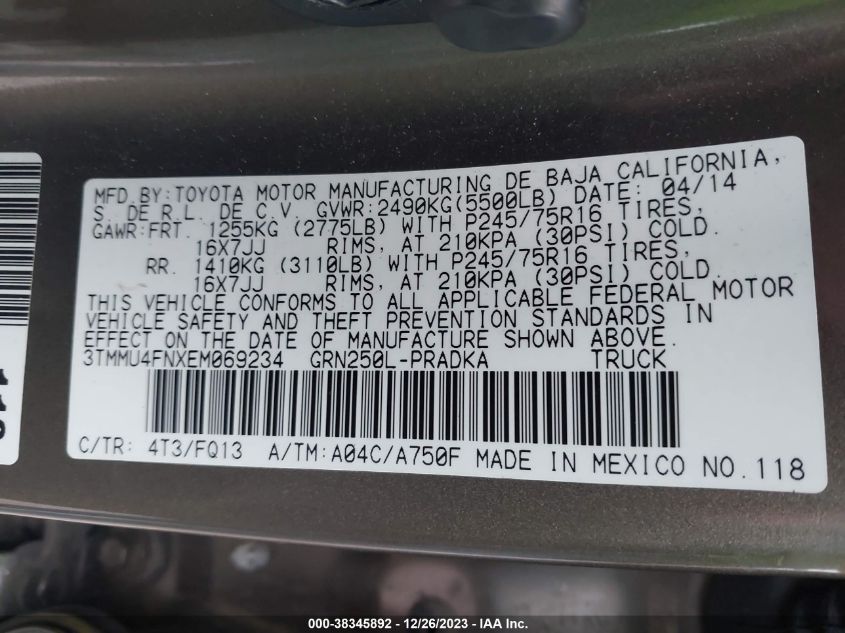 MFD.BY:TOYOTA MOTOR MANUFACTURING DE BAJA CALIFORNIA,
S. DE R.L. DE C.V. GVWR:2490KG(5500LB) DATE: 04/14
GAWR:FRT. 1255KG (2775LB) WITH P245/75R16 TIRES,
16X7JJ RIMS, AT 210KPA (30PSI) COLD.
RR. 1410KG (3110LB) WITH P245/75R16 TIRES,
16X7JJ RIMS, AT 210KPA (30PSI) COLD.
THIS VEHICLE CONFORMS TO ALL APPLICABLE FEDERAL MOTOR
VEHICLE SAFETY AND THEFT PREVENTION STANDARDS IN
EFFECT ON THE DATE OF MANUFACTURE SHOWN ABOVE.
3TMMU4FNXEM069234 GRN250L-PRADKA TRUCK
C/TR: 4T3/FQ13 A/TM:A04C/A750F MADE IN MEXICO NO.118
000-38345892 - 12/26/2023 - IAA Inc.